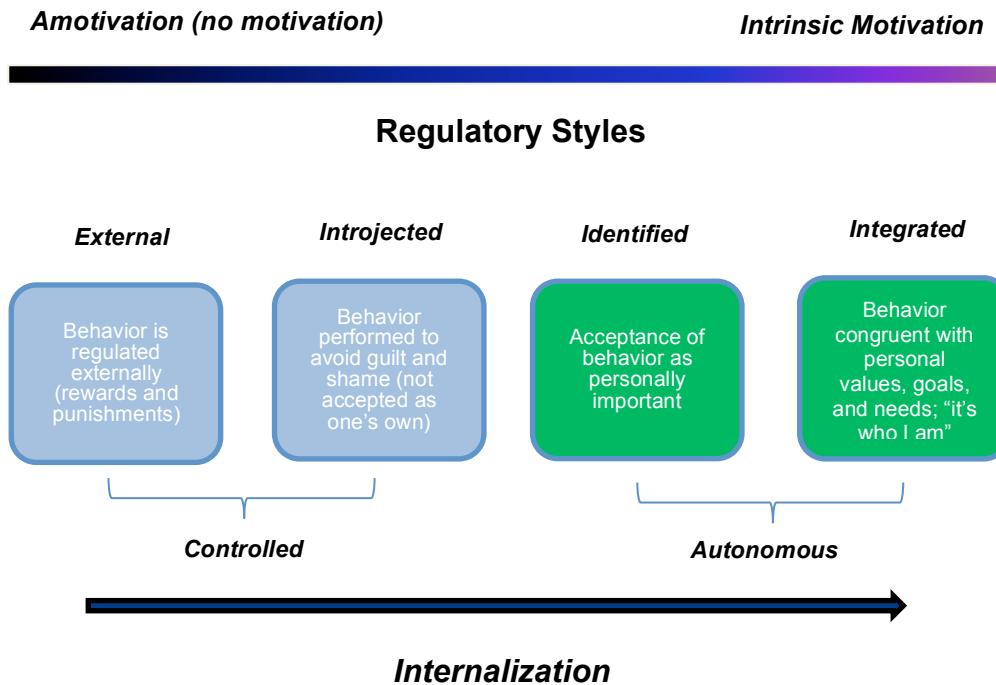 Amotivation (no motivation)
Intrinsic Motivation
Regulatory Styles
External
Introjected
Identified
Integrated
Behavior is
regulated
externally
(rewards and
punishments)
Behavior
performed to
avoid guilt and
shame (not
accepted as
one’s own)
Acceptance of
behavior as
personally
important
Behavior
congruent with
personal
values, goals,
and needs; “it’s
who I am”
Controlled
Autonomous
Internalization